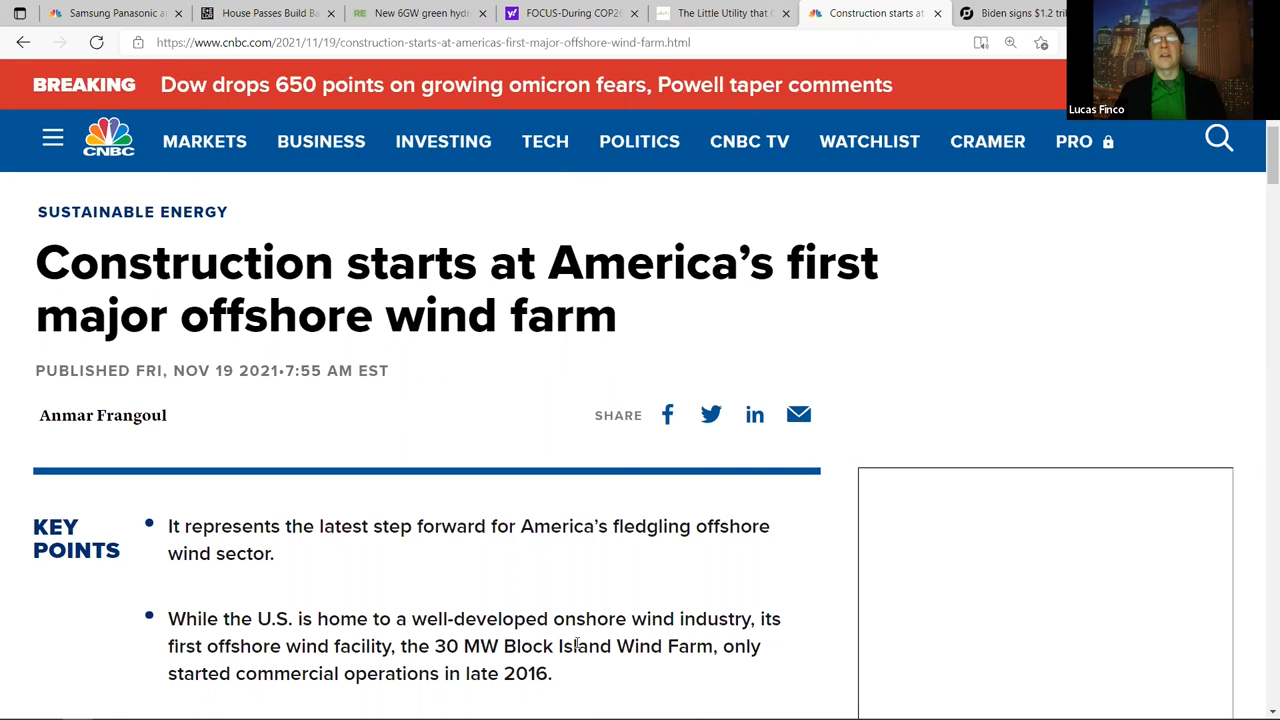 Samsung Panasonic a
House Passes Build Ba
RE New 6GW green hydr
FOCUS-During COP26
The Little Utility that
Construction starts at
Biden signs $1.2 tri
https://www.cnbc.com/2021/11/19/construction-starts-at-americas-first-major-offshore-wind-farm.html
BREAKING Dow drops 650 points on growing omicron fears, Powell taper comments
Lucas Finco
CNBC
MARKETS BUSINESS INVESTING TECH POLITICS CNBC TV WATCHLIST CRAMER PRO
SUSTAINABLE ENERGY
Construction starts at America’s first
major offshore wind farm
PUBLISHED FRI, NOV 19 2021•7:55 AM EST
Anmar Frangoul
SHARE
KEY
POINTS
It represents the latest step forward for America’s fledgling offshore
wind sector.
While the U.S. is home to a well-developed onshore wind industry, its
first offshore wind facility, the 30 MW Block Island Wind Farm, only
started commercial operations in late 2016.